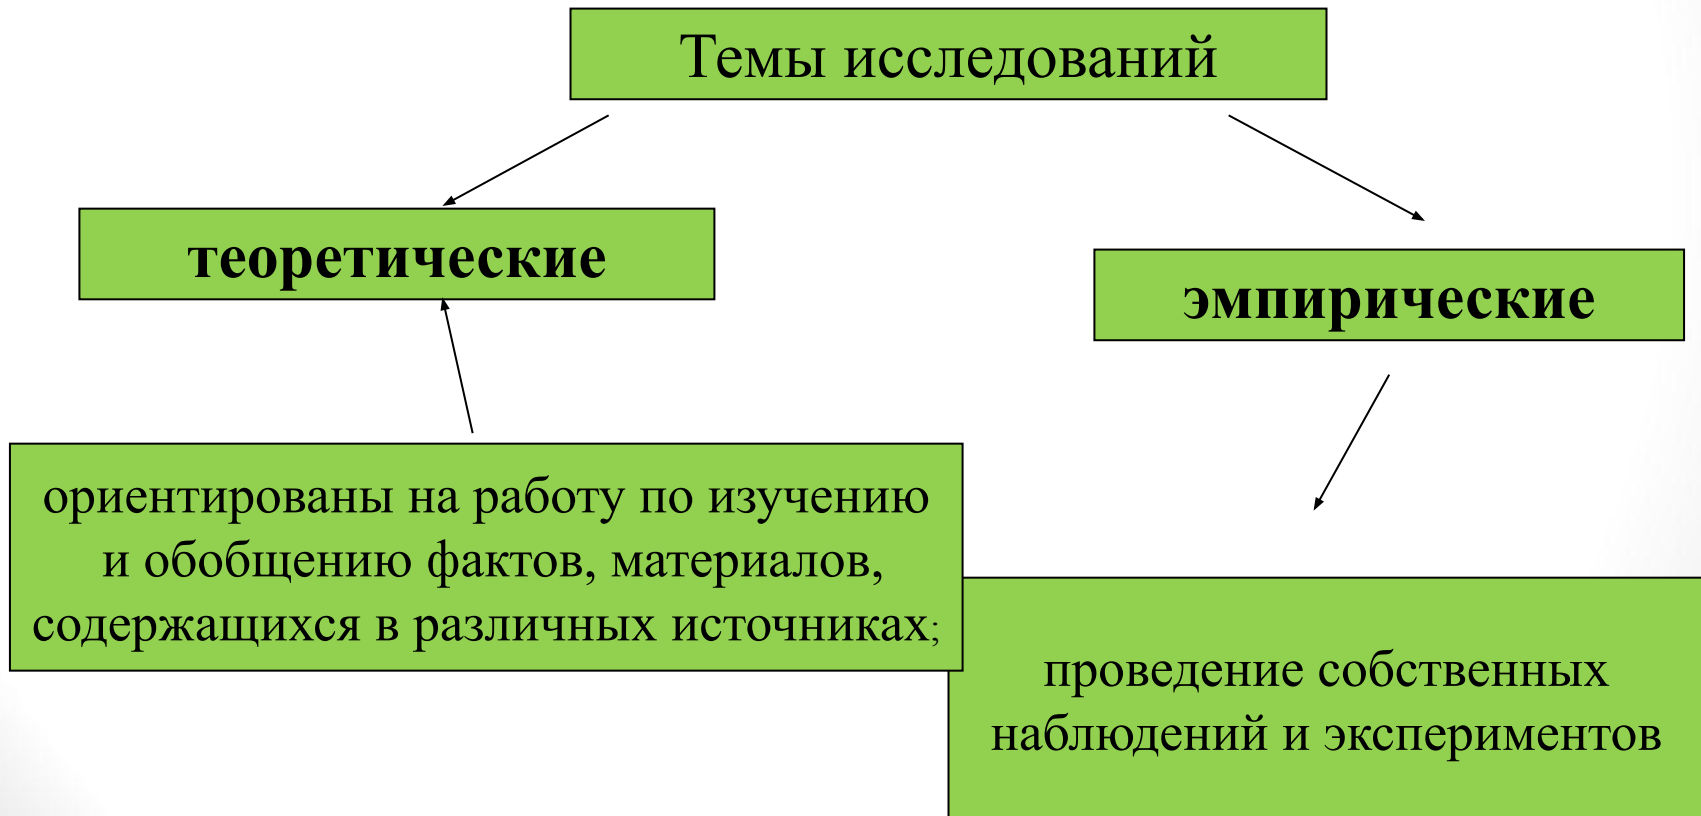 Темы исследований
теоретические
эмпирические
ориентированы на работу по изучению
и обобщению фактов, материалов,
содержащихся в различных источниках;
проведение собственных
наблюдений и экспериментов